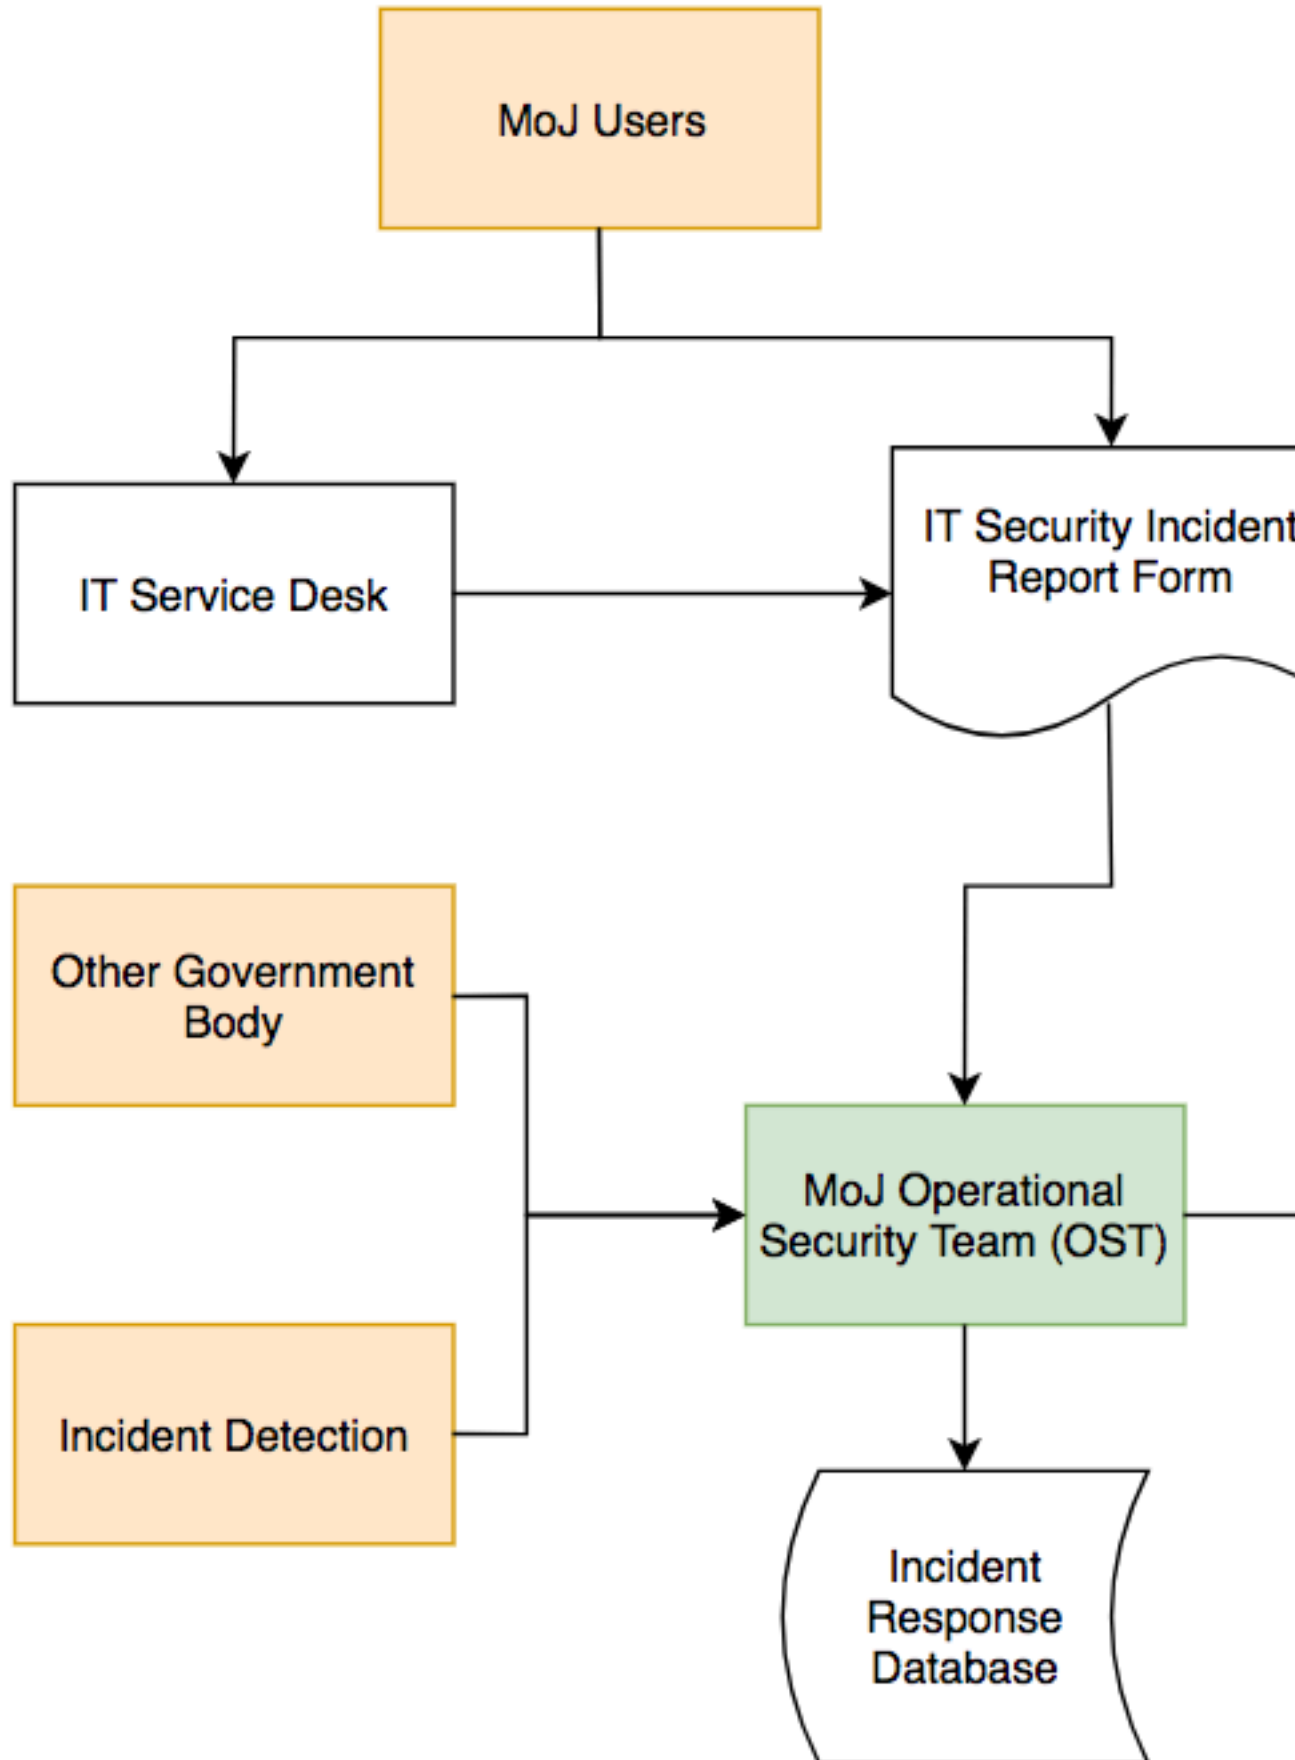 MoJ Users
IT Service Desk
IT Security Incident
Report Form
Other Government
Body
MoJ Operational
Security Team (OST)
Incident Detection
Incident
Response
Database